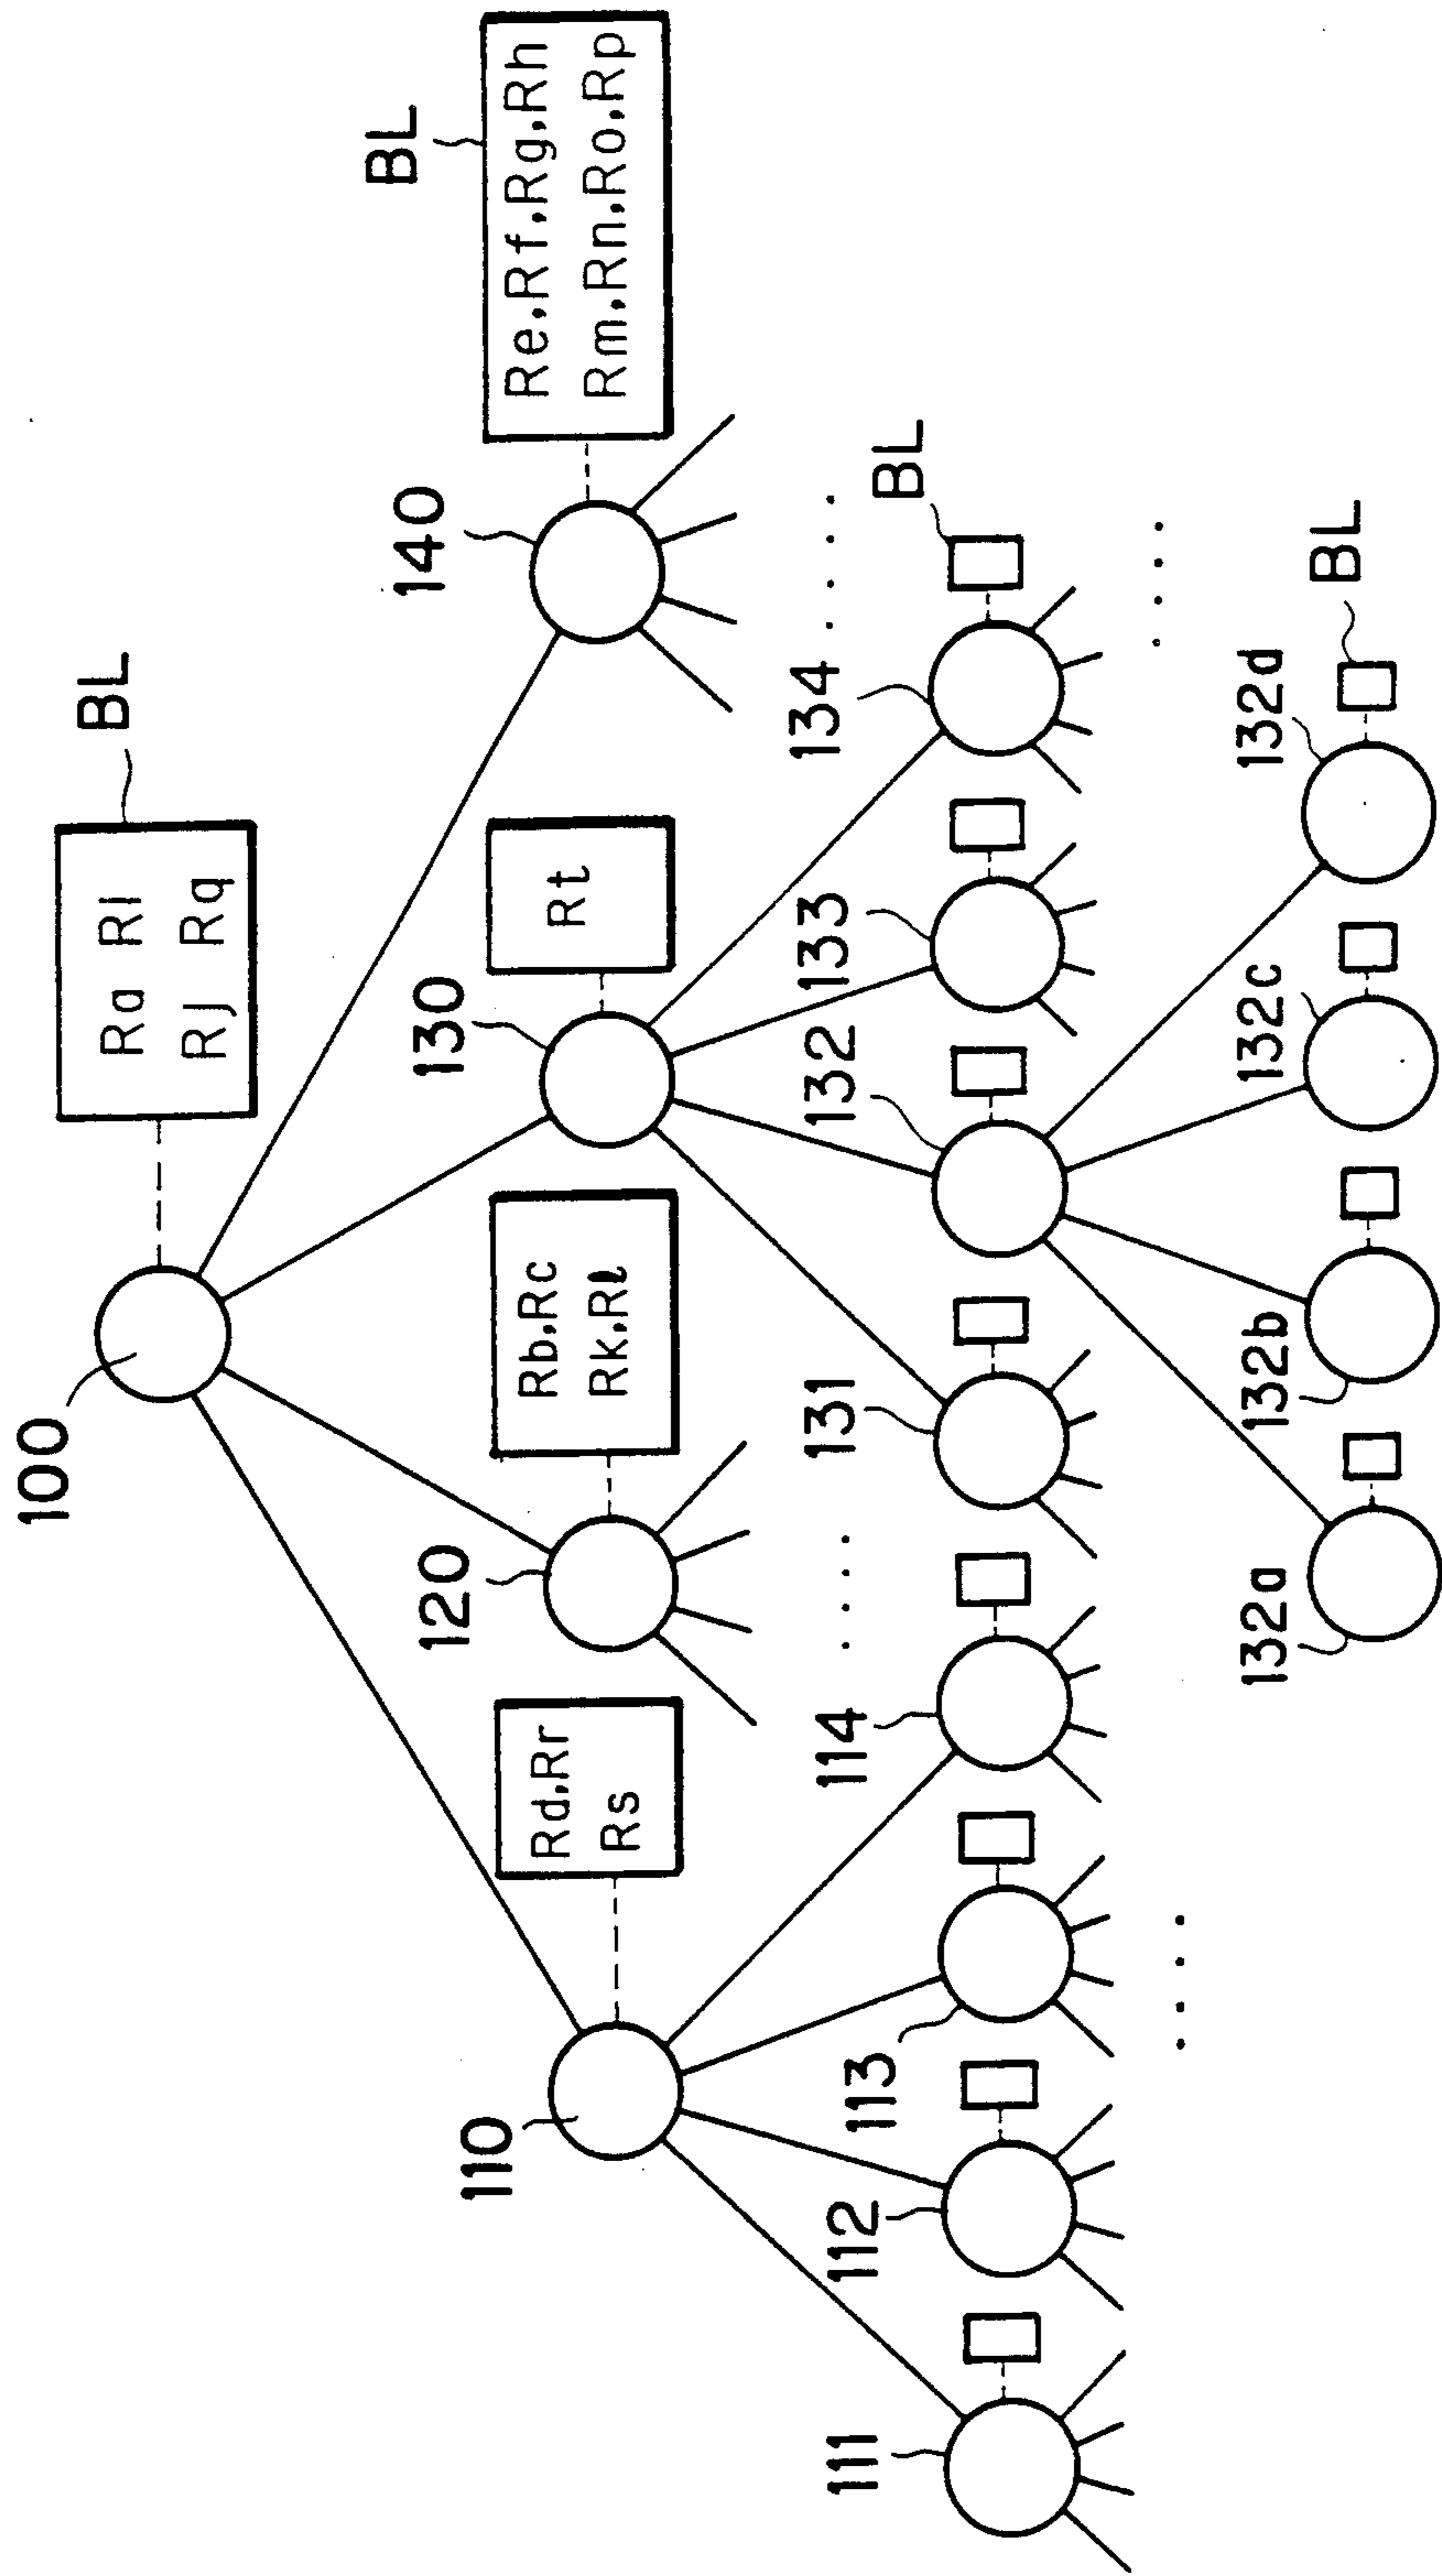 100
Ra Ri
Rj Rq
BL
110
Rd,Rr
Rs
120
Rb,Rc
Rk,Rℓ
130
Rt
140
Re,Rf,Rg,Rh
Rm,Rn,Ro,Rp
BL
111
112
113
114
....
131
132
133
134
....
BL
....
132a
132b
132c
132d
....
BL